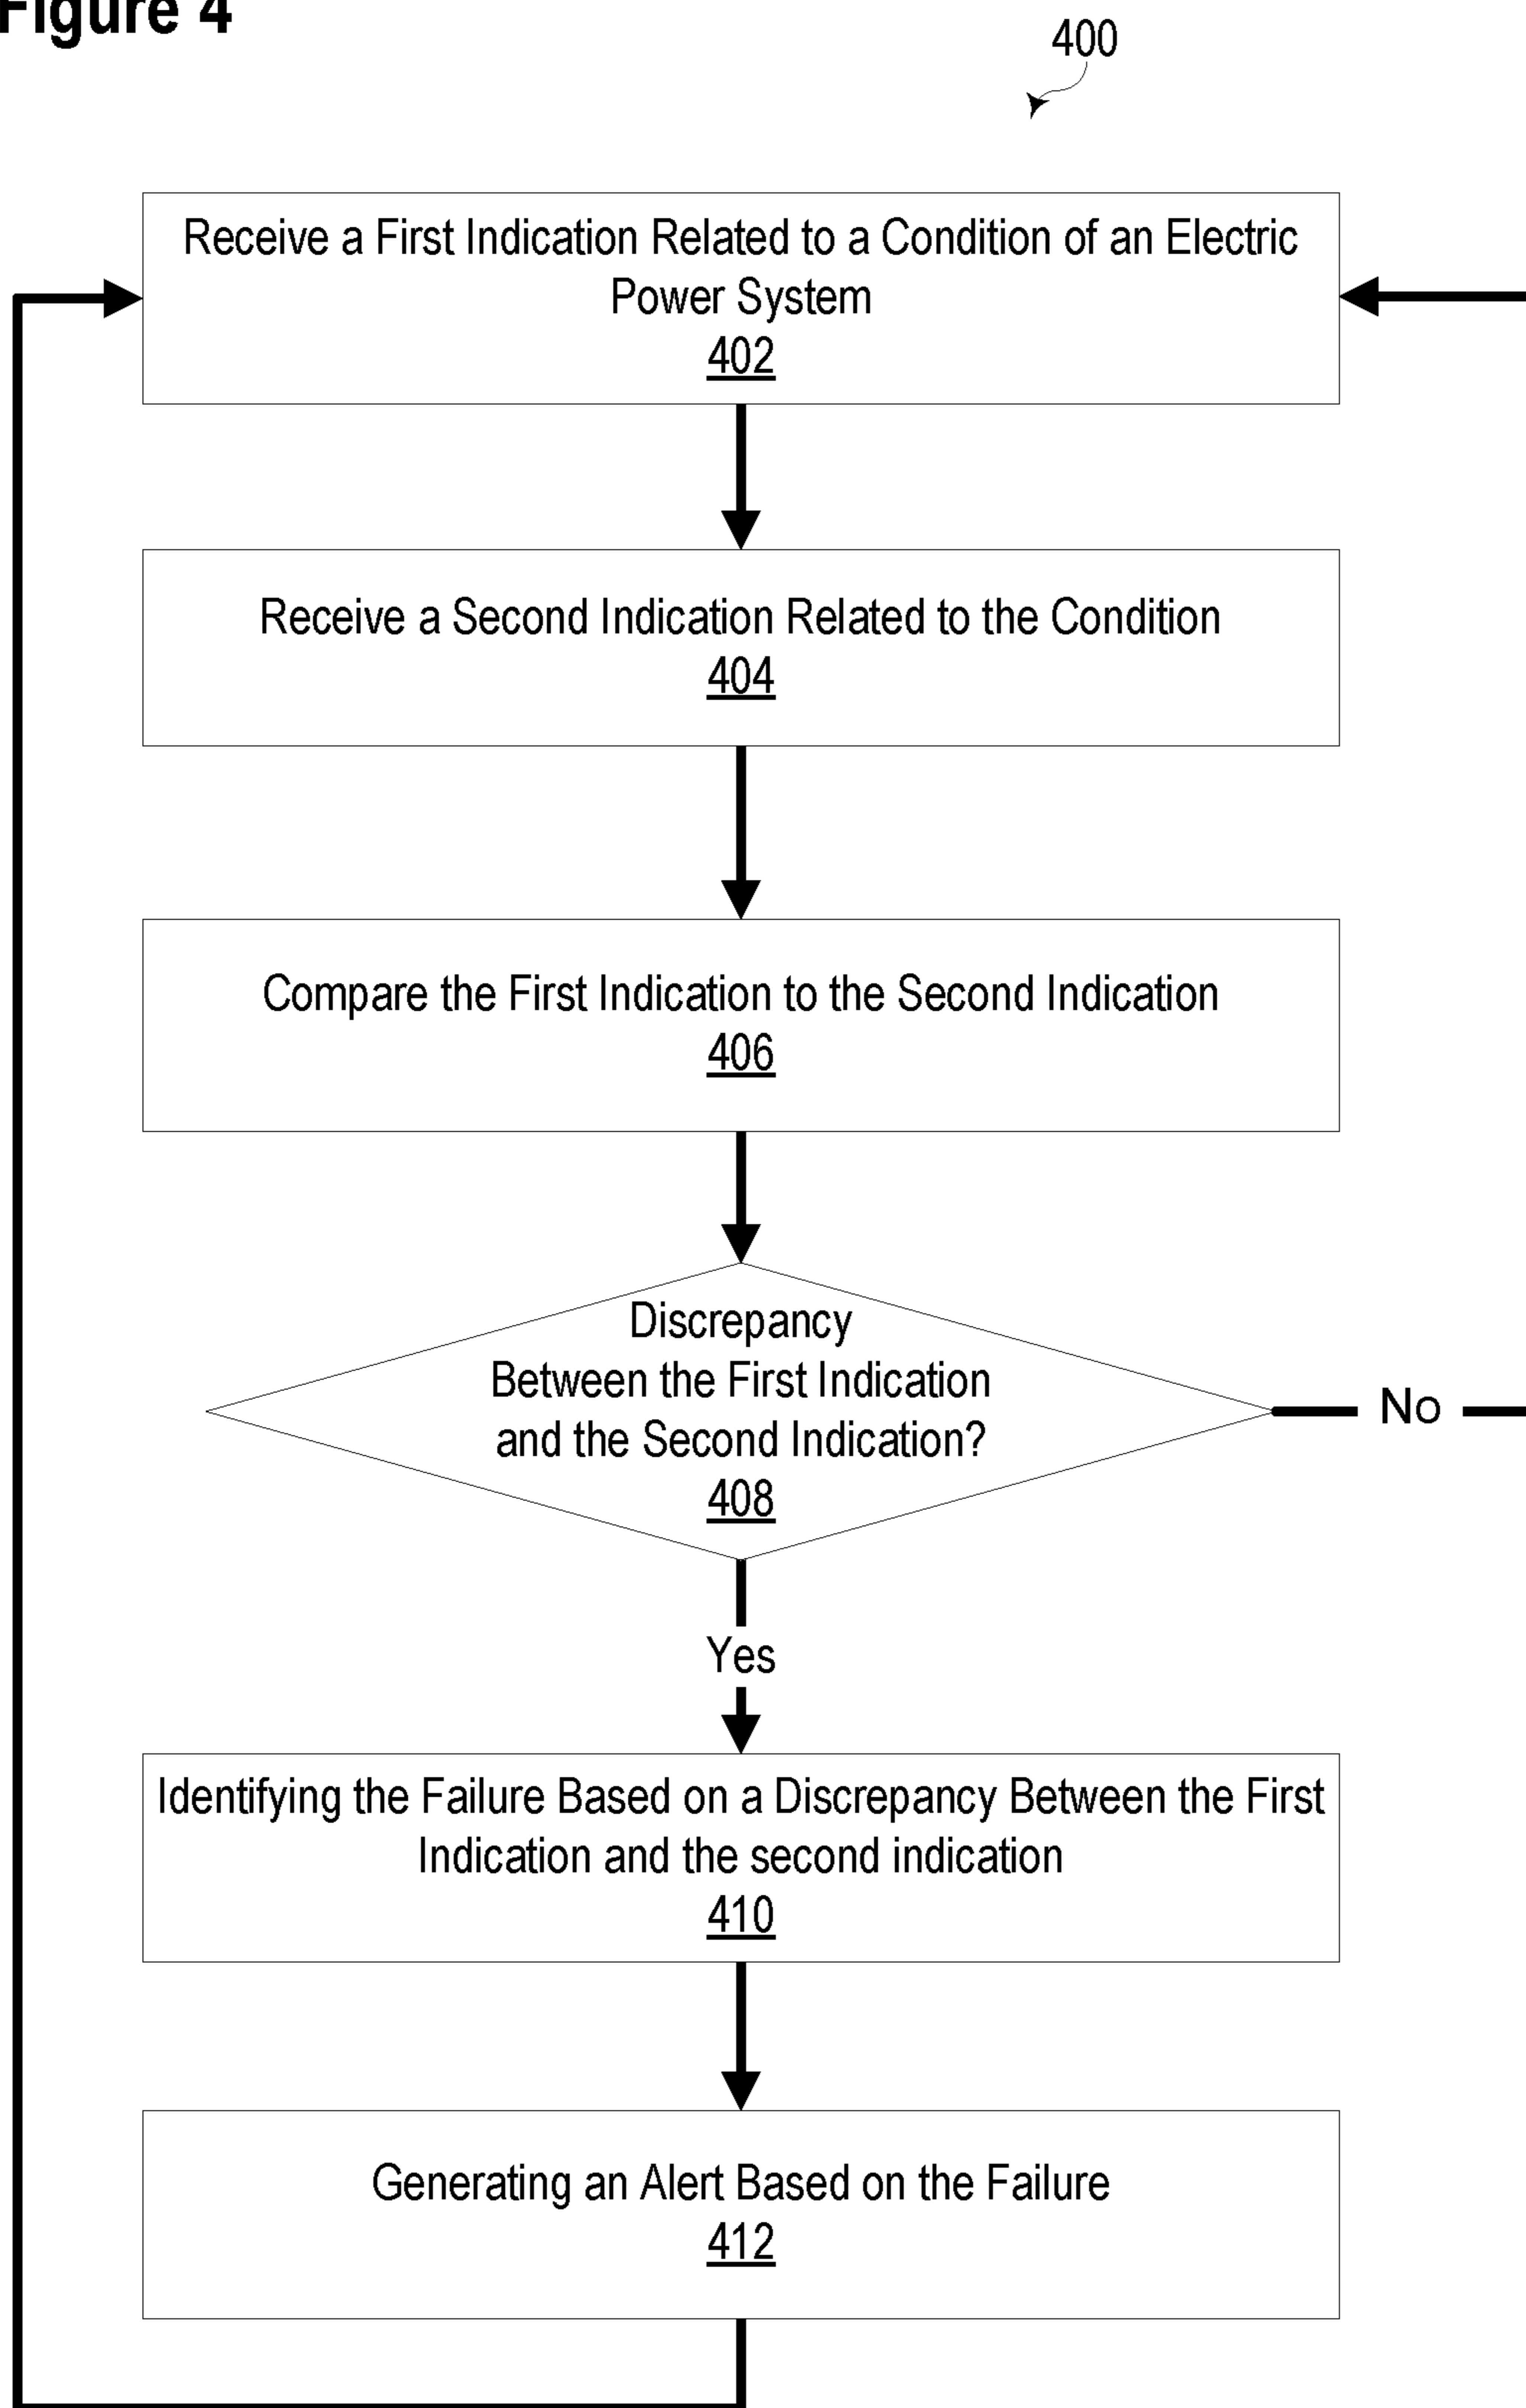 Figure 4
400
Receive a First Indication Related to a Condition of an Electric
Power System
402
Receive a Second Indication Related to the Condition
404
Compare the First Indication to the Second Indication
406
Discrepancy
Between the First Indication
and the Second Indication?
408
No
Yes
Identifying the Failure Based on a Discrepancy Between the First
Indication and the second indication
410
Generating an Alert Based on the Failure
412